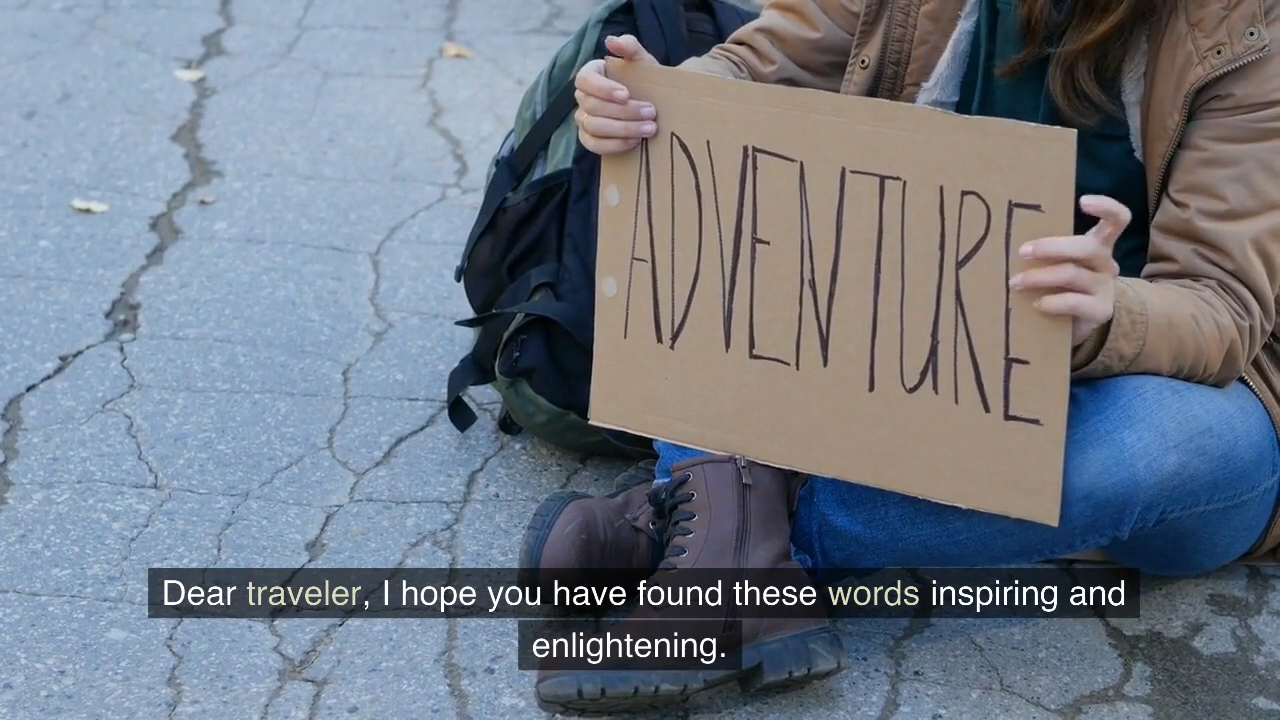 ADVENTURE
Dear traveler, I hope you have found these words inspiring and
enlightening.